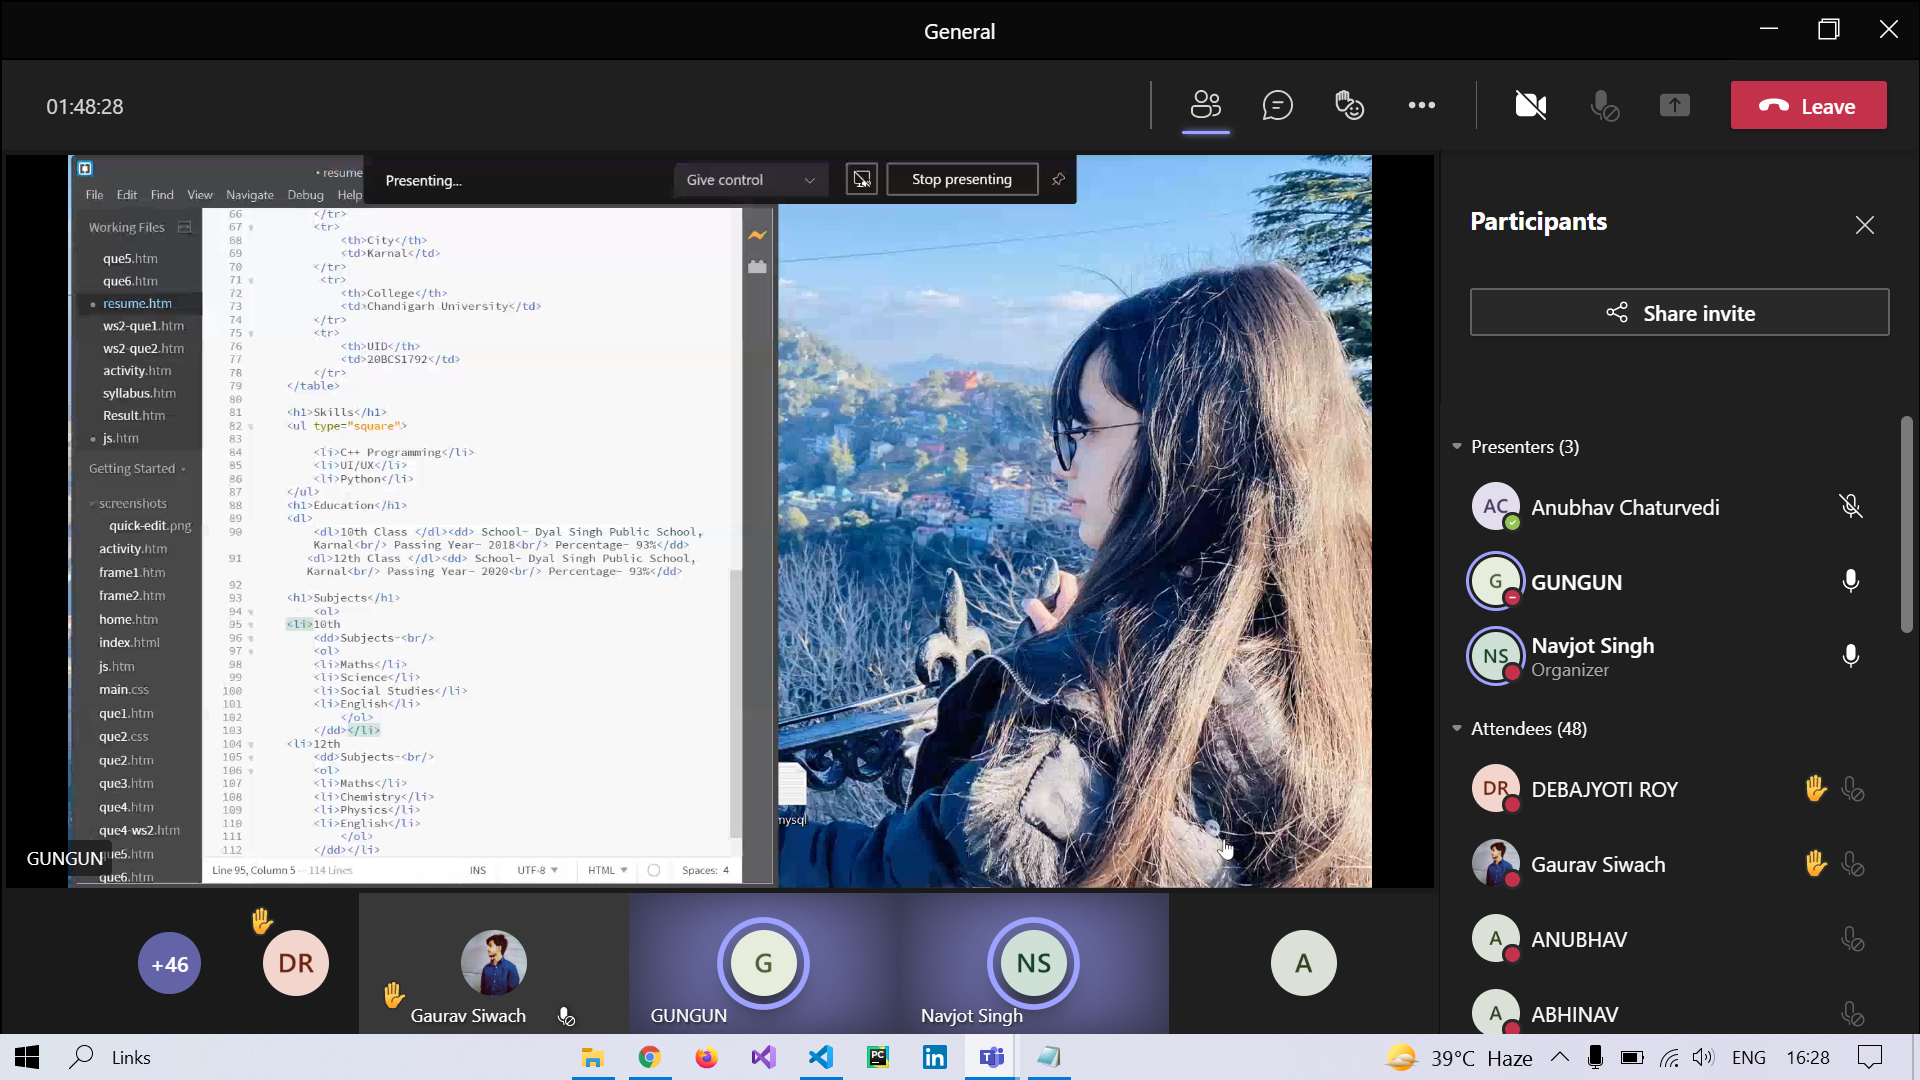 General
01:48:28
Leave
• resume
Presenting...
Give control
Stop presenting
File Edit Find View Navigate Debug Help
Working Files
que5.htm
que6.htm
• resume.htm
ws2-que1.htm
ws2-que2.htm
activity.htm
syllabus.htm
Result.htm
• js.htm
Getting Started
screenshots
quick-edit.png
activity.htm
frame1.htm
frame2.htm
home.htm
index.html
js.htm
main.css
que1.htm
que2.css
que2.htm
que3.htm
que4.htm
que4-ws2.htm
que5.htm
que6.htm
66 </tr>
67 <tr>
68 <th>City</th>
69 <td>Karnal</td>
70 </tr>
71 <tr>
72 <th>College</th>
73 <td>Chandigarh University</td>
74 </tr>
75 <tr>
76 <th>UID</th>
77 <td>20BCS1792</td>
78 </tr>
79 </table>
80
81 <h1>Skills</h1>
82 <ul type="square">
83
84 <li>C++ Programming</li>
85 <li>UI/UX</li>
86 <li>Python</li>
87 </ul>
88 <h1>Education</h1>
89 <dl>
90 <dl>10th Class </dl><dd> School- Dyal Singh Public School,
Karnal<br/> Passing Year- 2018<br/> Percentage- 93%</dd>
91 <dl>12th Class </dl><dd> School- Dyal Singh Public School,
Karnal<br/> Passing Year- 2020<br/> Percentage- 93%</dd>
92
93 <h1>Subjects</h1>
94 <ol>
95 <li>10th
96 <dd>Subjects-<br/>
97 <ol>
98 <li>Maths</li>
99 <li>Science</li>
100 <li>Social Studies</li>
101 <li>English</li>
102 </ol>
103 </dd></li>
104 <li>12th
105 <dd>Subjects-<br/>
106 <ol>
107 <li>Maths</li>
108 <li>Chemistry</li>
109 <li>Physics</li>
110 <li>English</li>
111 </ol>
112 </dd></li>
Line 95, Column 5 — 114 Lines
INS UTF-8 HTML Spaces: 4
mysql
GUNGUN
Participants
Share invite
Presenters (3)
AC Anubhav Chaturvedi
G GUNGUN
NS Navjot Singh
Organizer
Attendees (48)
DR DEBAJYOTI ROY
Gaurav Siwach
A ANUBHAV
A ABHINAV
+46
DR
Gaurav Siwach
G
GUNGUN
NS
Navjot Singh
A
Links
PC
in
39°C Haze
ENG
16:28